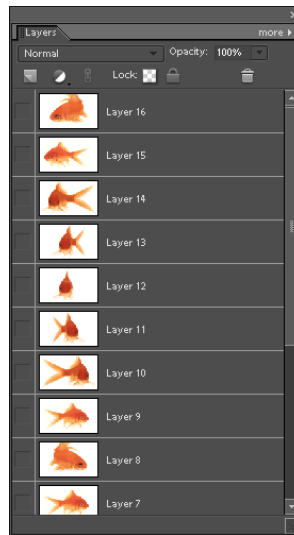 Layers more
Normal Opacity: 100%
Lock:
Layer 16
Layer 15
Layer 14
Layer 13
Layer 12
Layer 11
Layer 10
Layer 9
Layer 8
Layer 7